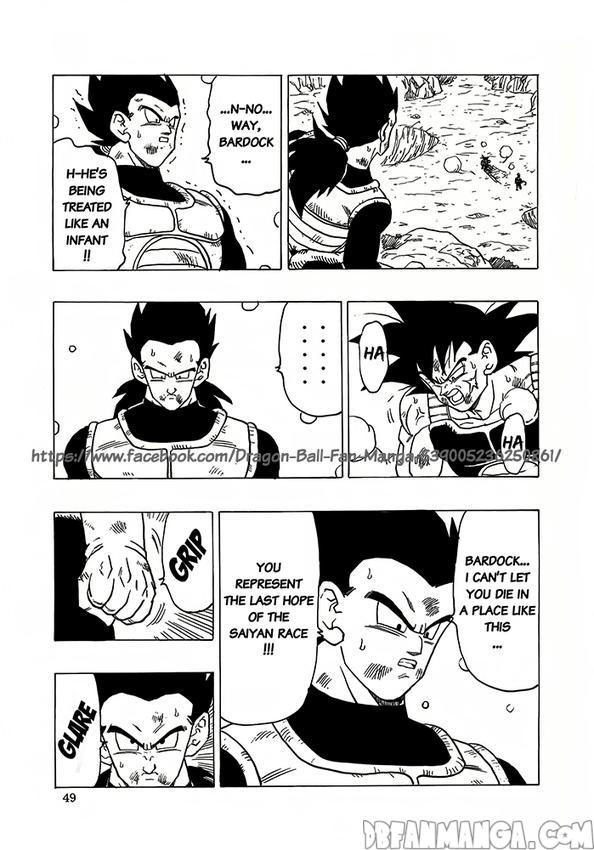 ...N-NO...
WAY,
BARDOCK
...
H-HE'S
BEING
TREATED
LIKE AN
INFANT
!!
HA
HA
https://www.facebook.com/Dragon-Ball-Fan-Manga
BARDOCK...
I CAN'T LET
YOU DIE IN
A PLACE LIKE
THIS
...
YOU
REPRESENT
THE LAST HOPE
OF THE
SAIYAN RACE
!!!
GRIP
GLARE
49
DBFANMANGA.COM